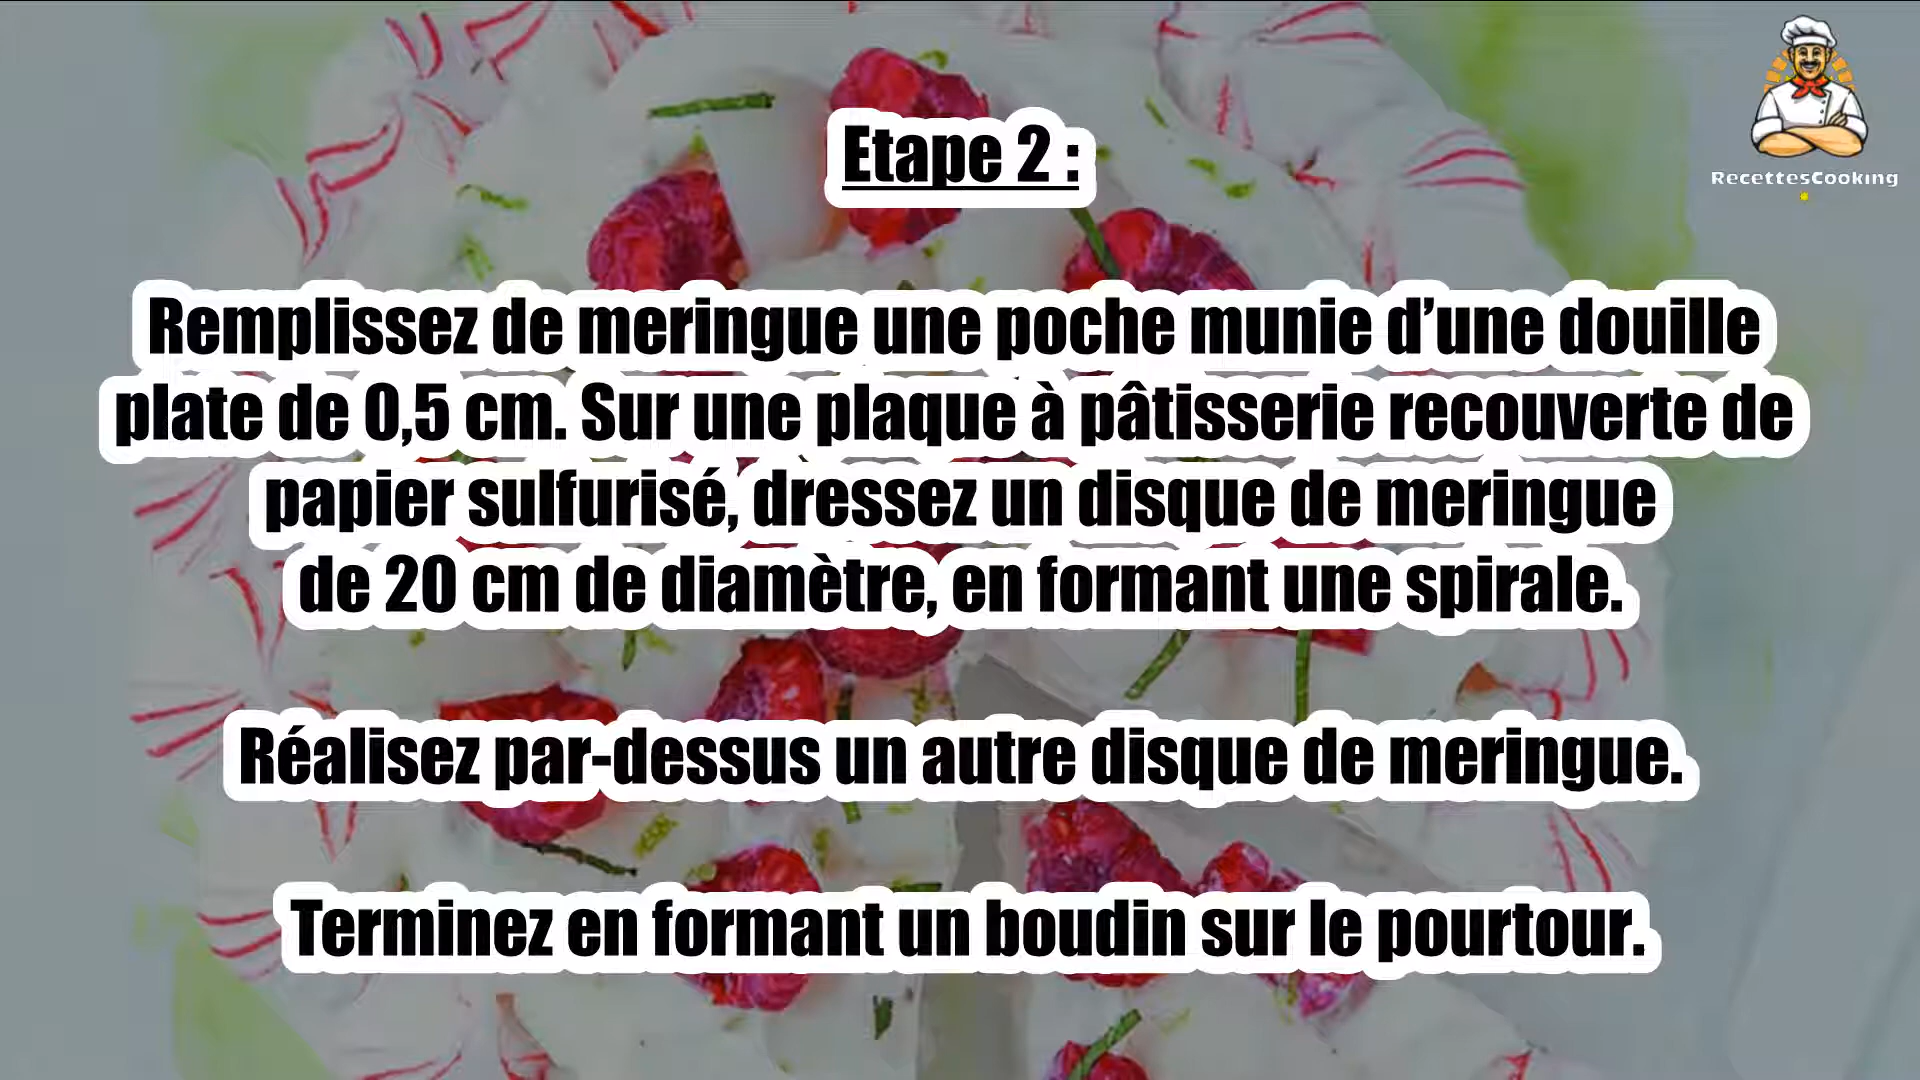 RecettesCooking
Etape 2 :
Remplissez de meringue une poche munie d’une douille
plate de 0,5 cm. Sur une plaque à pâtisserie recouverte de
papier sulfurisé, dressez un disque de meringue
de 20 cm de diamètre, en formant une spirale.
Réalisez par-dessus un autre disque de meringue.
Terminez en formant un boudin sur le pourtour.